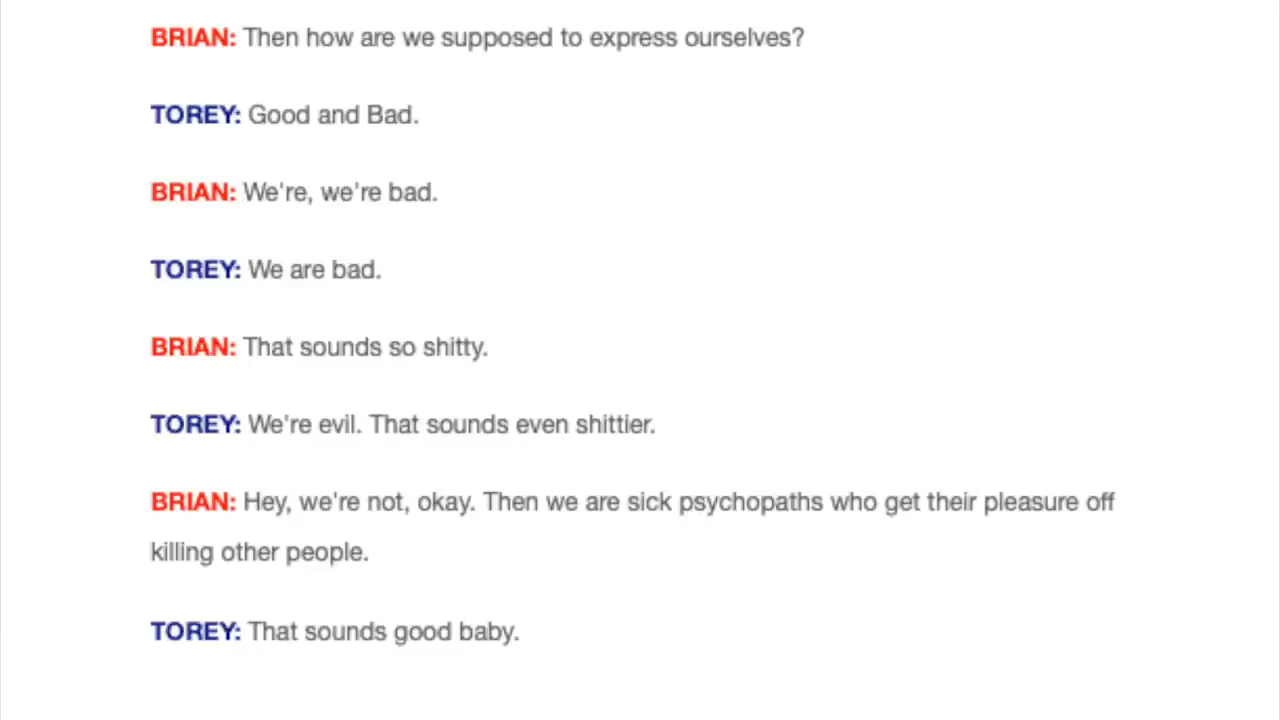 BRIAN: Then how are we supposed to express ourselves?
TOREY: Good and Bad.
BRIAN: We're, we're bad.
TOREY: We are bad.
BRIAN: That sounds so shitty.
TOREY: We're evil. That sounds even shittier.
BRIAN: Hey, we're not, okay. Then we are sick psychopaths who get their pleasure off
killing other people.
TOREY: That sounds good baby.